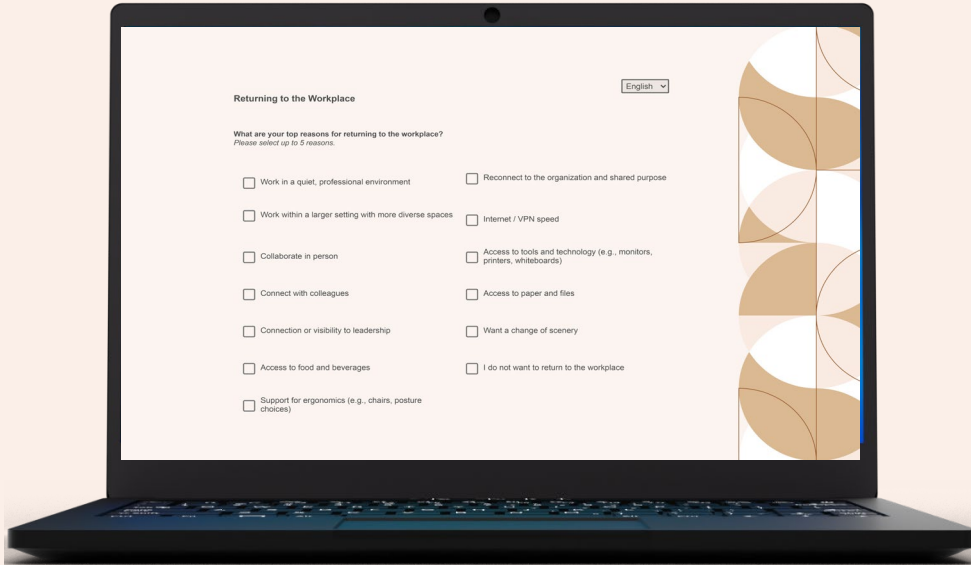 English
Returning to the Workplace
What are your top reasons for returning to the workplace?
Please select up to 5 reasons.
Work in a quiet, professional environment
Work within a larger setting with more diverse spaces
Collaborate in person
Connect with colleagues
Connection or visibility to leadership
Access to food and beverages
Support for ergonomics (e.g., chairs, posture
choices)
Reconnect to the organization and shared purpose
Internet / VPN speed
Access to tools and technology (e.g., monitors,
printers, whiteboards)
Access to paper and files
Want a change of scenery
I do not want to return to the workplace